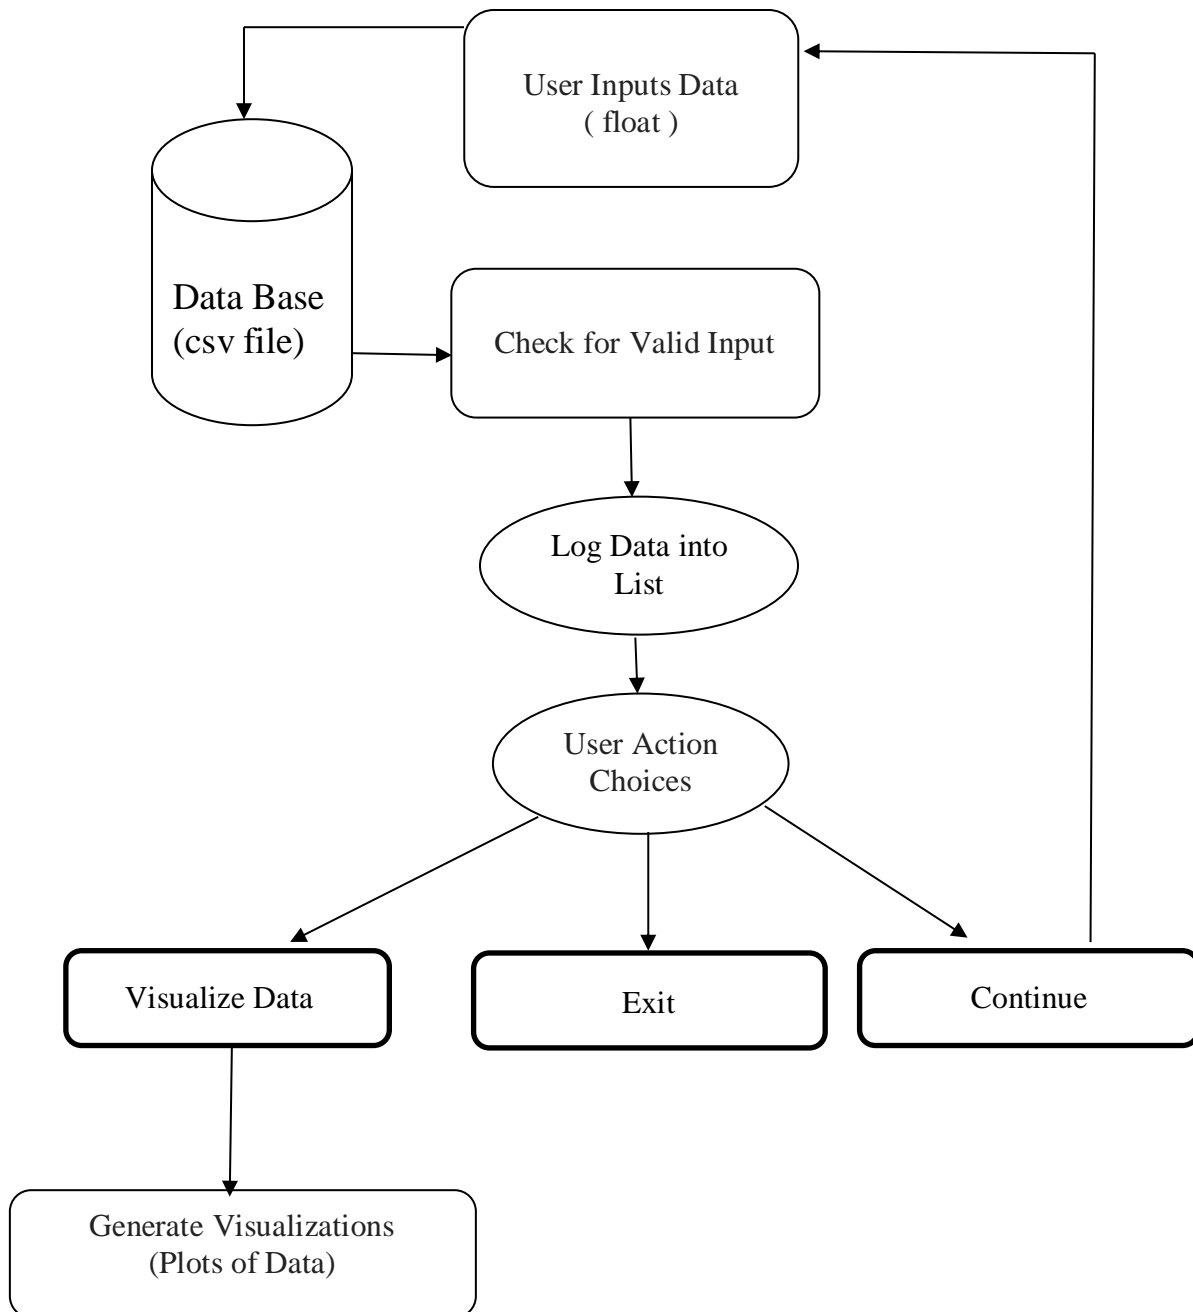 User Inputs Data
( float )
Data Base
(csv file)
Check for Valid Input
Log Data into
List
User Action
Choices
Visualize Data
Exit
Continue
Generate Visualizations
(Plots of Data)